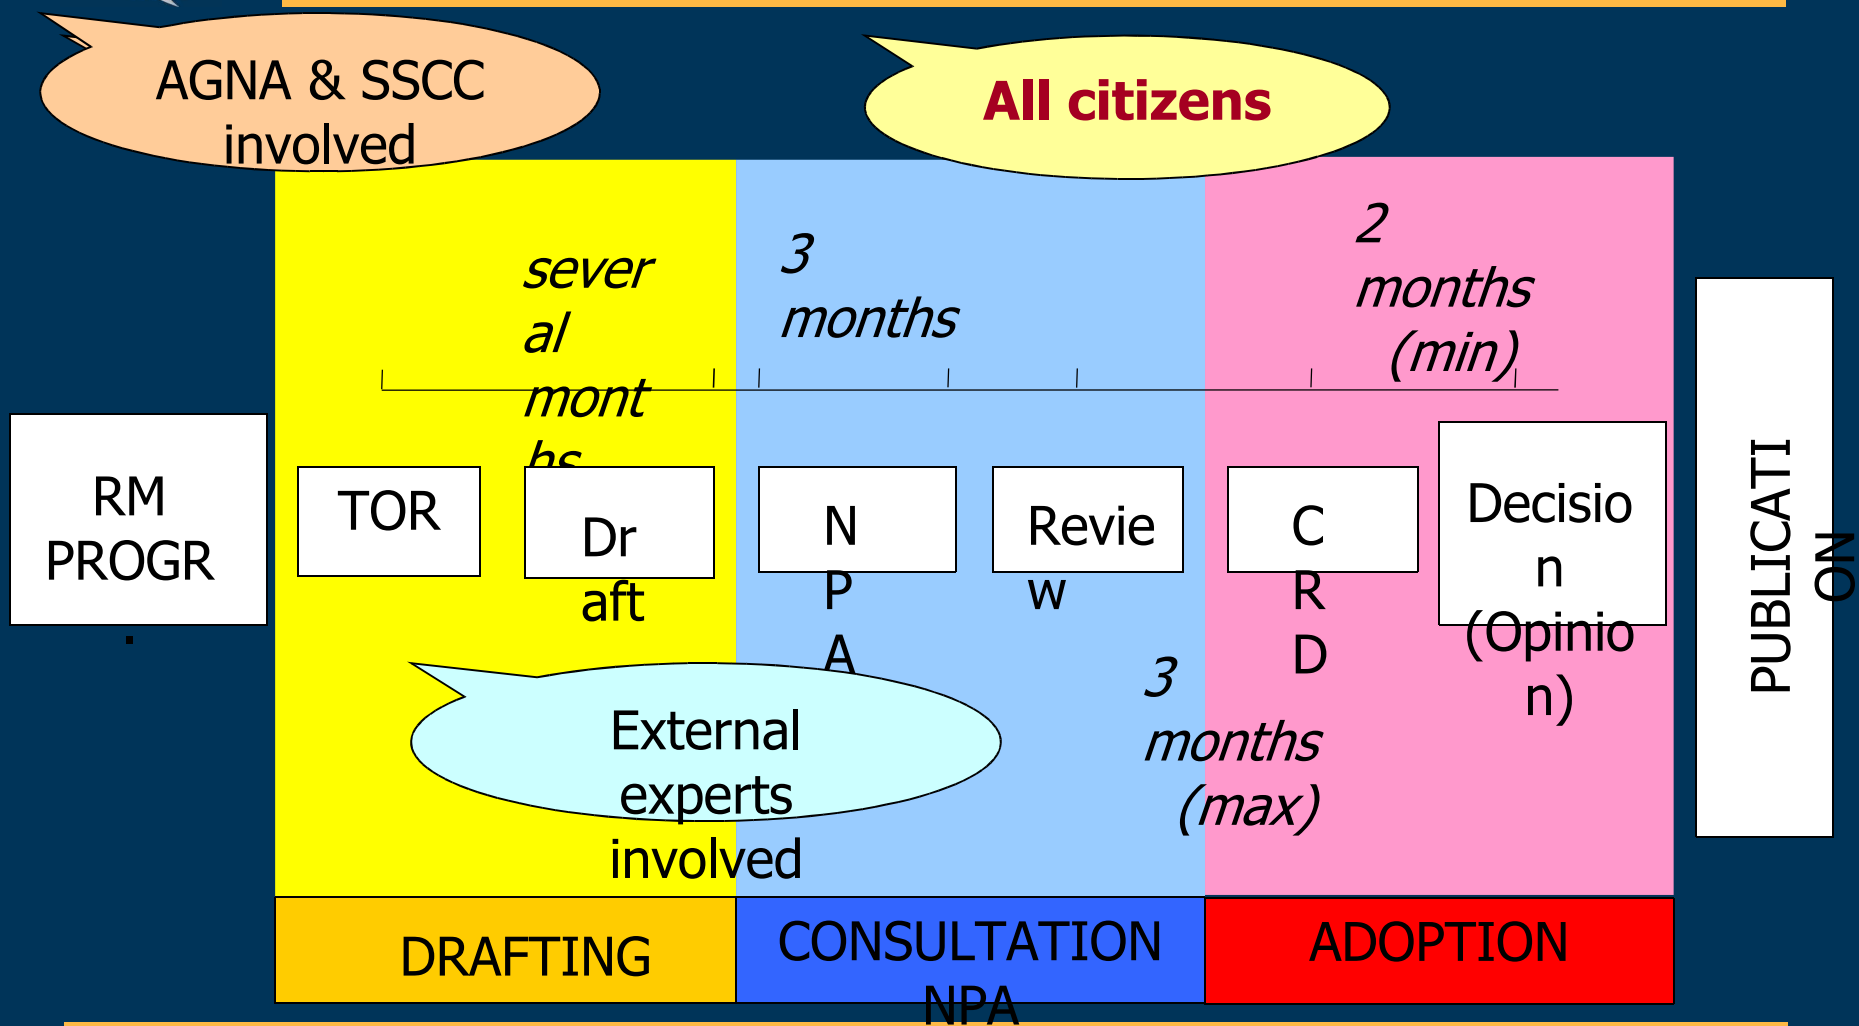 AGNA & SSCC
involved
All citizens
sever
al
mont
hs
3
months
2
months
(min)
RM
PROGR
.
TOR
Dr
aft
N
P
A
Revie
w
C
R
D
Decisio
n
(Opinio
n)
PUBLICATI
ON
External
experts
involved
3
months
(max)
DRAFTING
CONSULTATION
NPA
ADOPTION